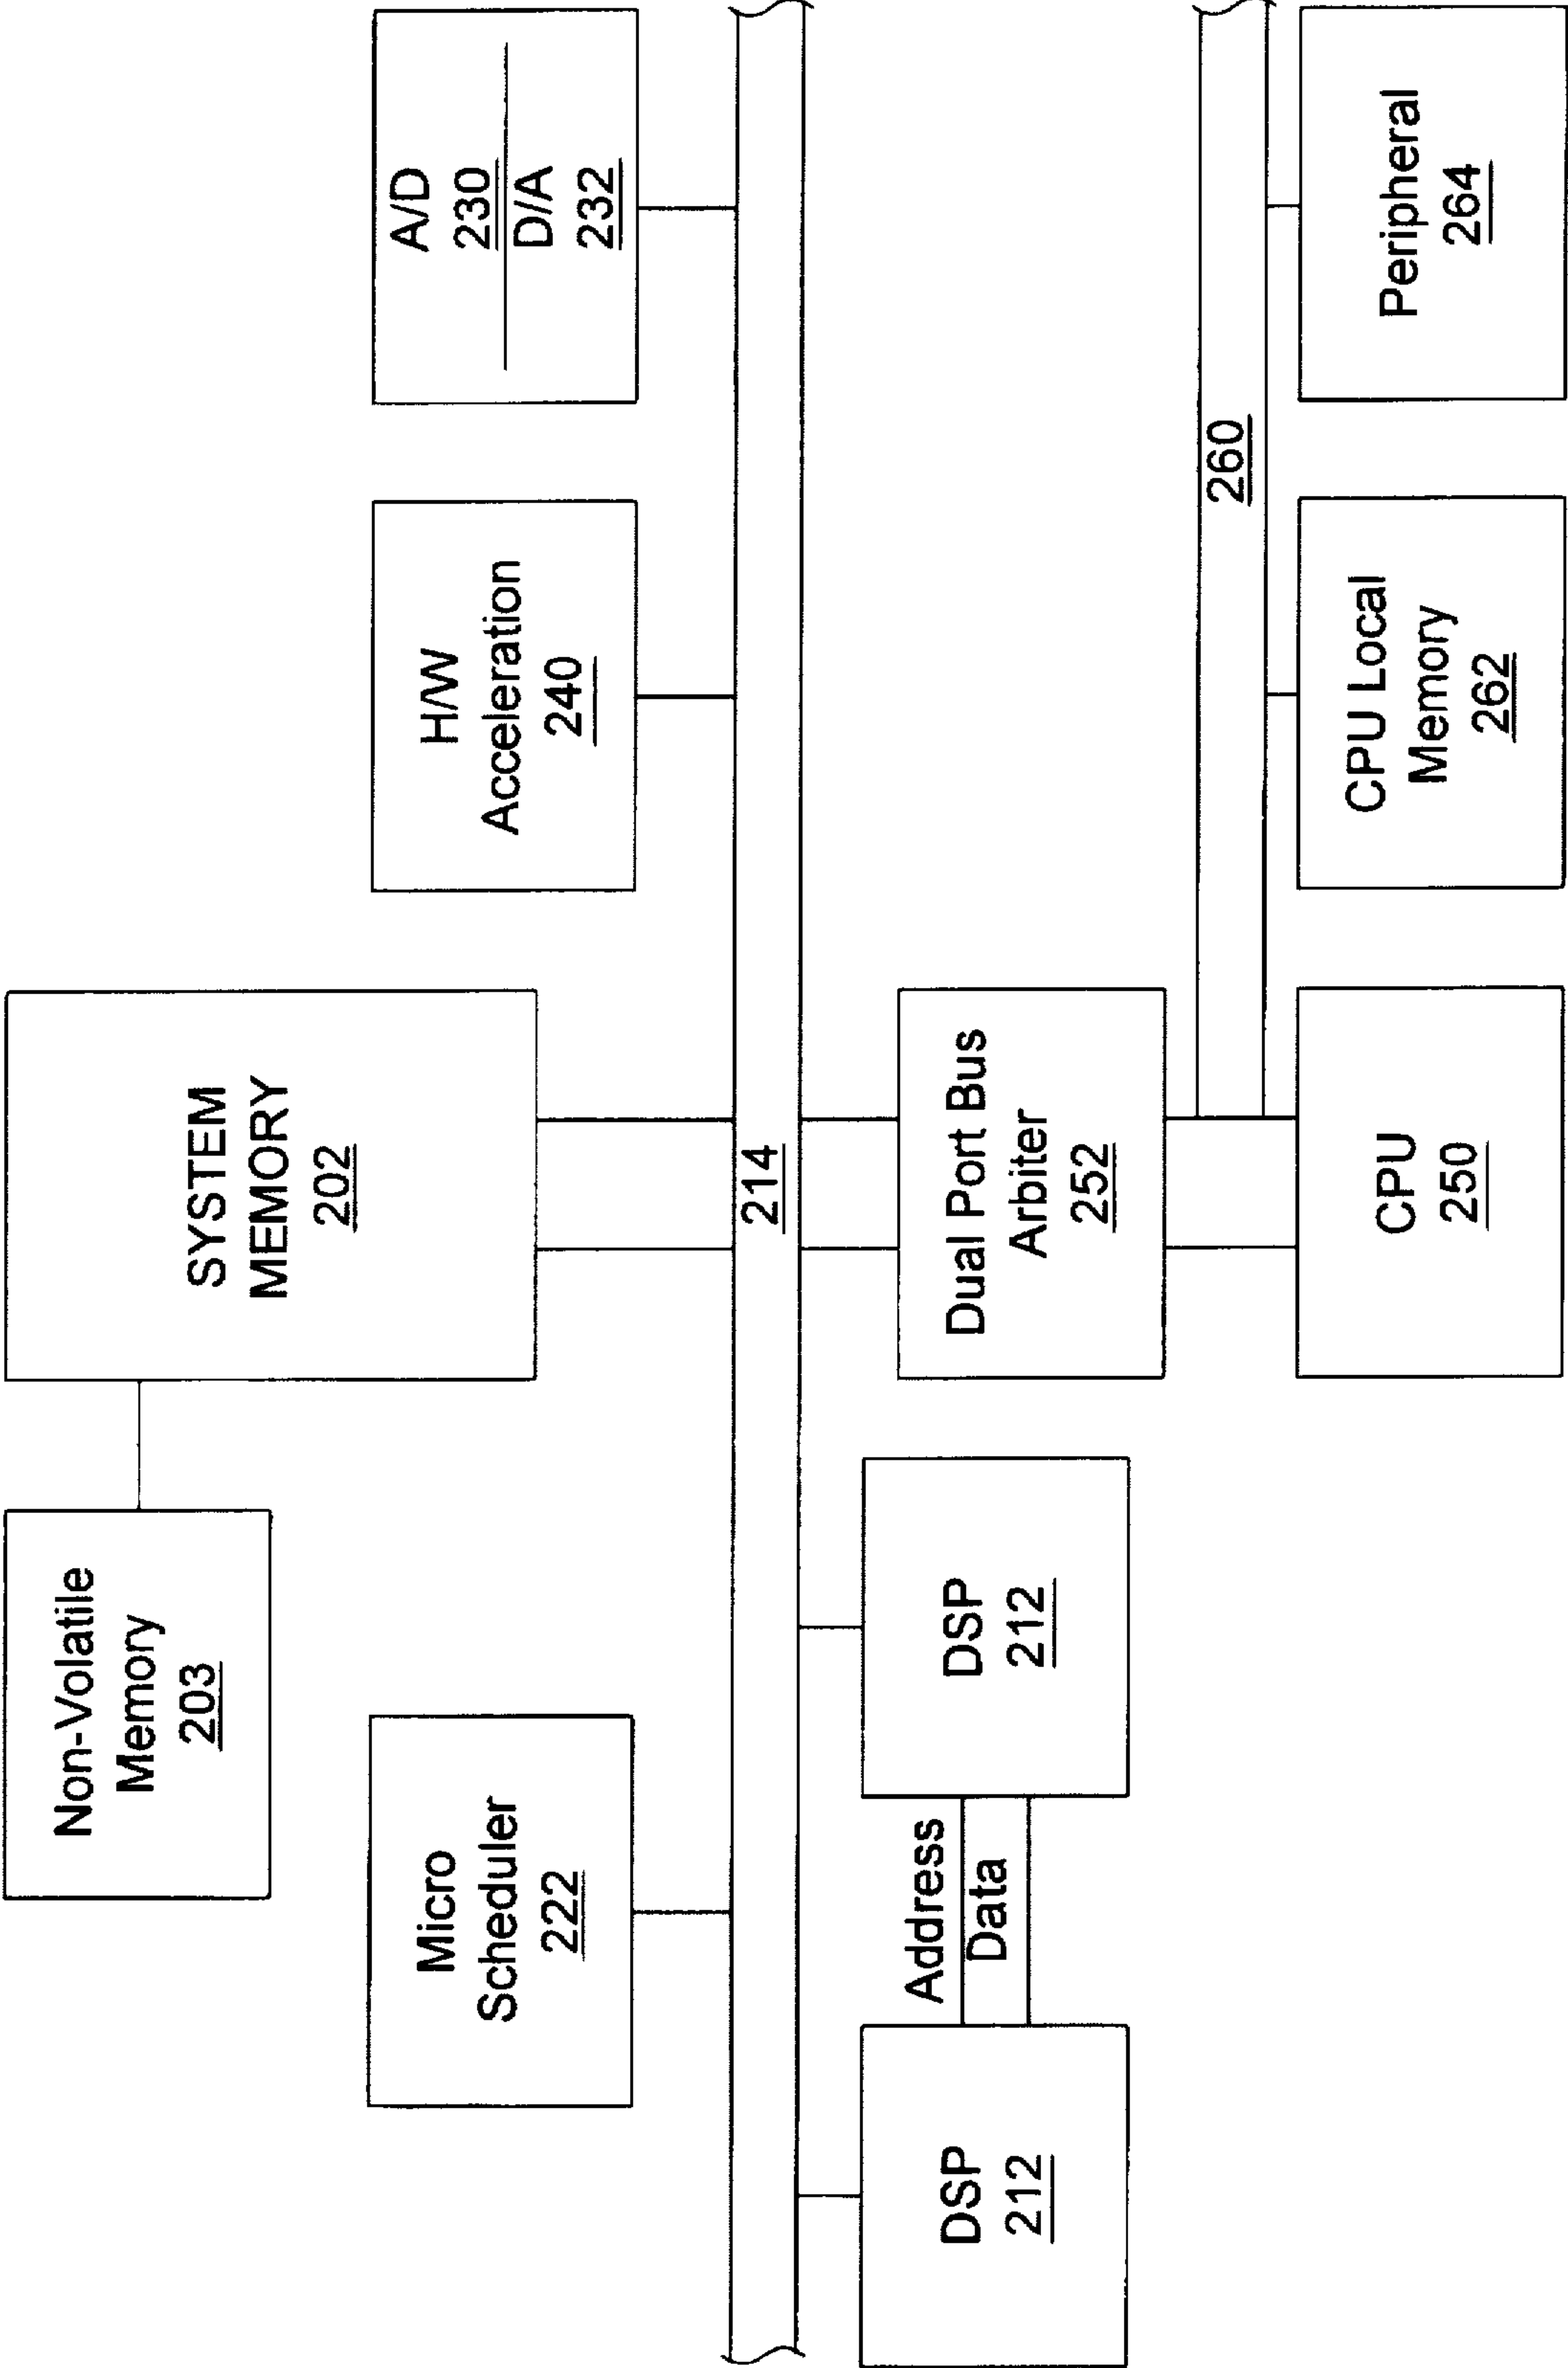 Non-Volatile
Memory
203
SYSTEM
MEMORY
202
Micro
Scheduler
222
H/W
Acceleration
240
A/D
230
D/A
232
214
DSP
212
Address
Data
DSP
212
Dual Port Bus
Arbiter
252
260
CPU
250
CPU Local
Memory
262
Peripheral
264